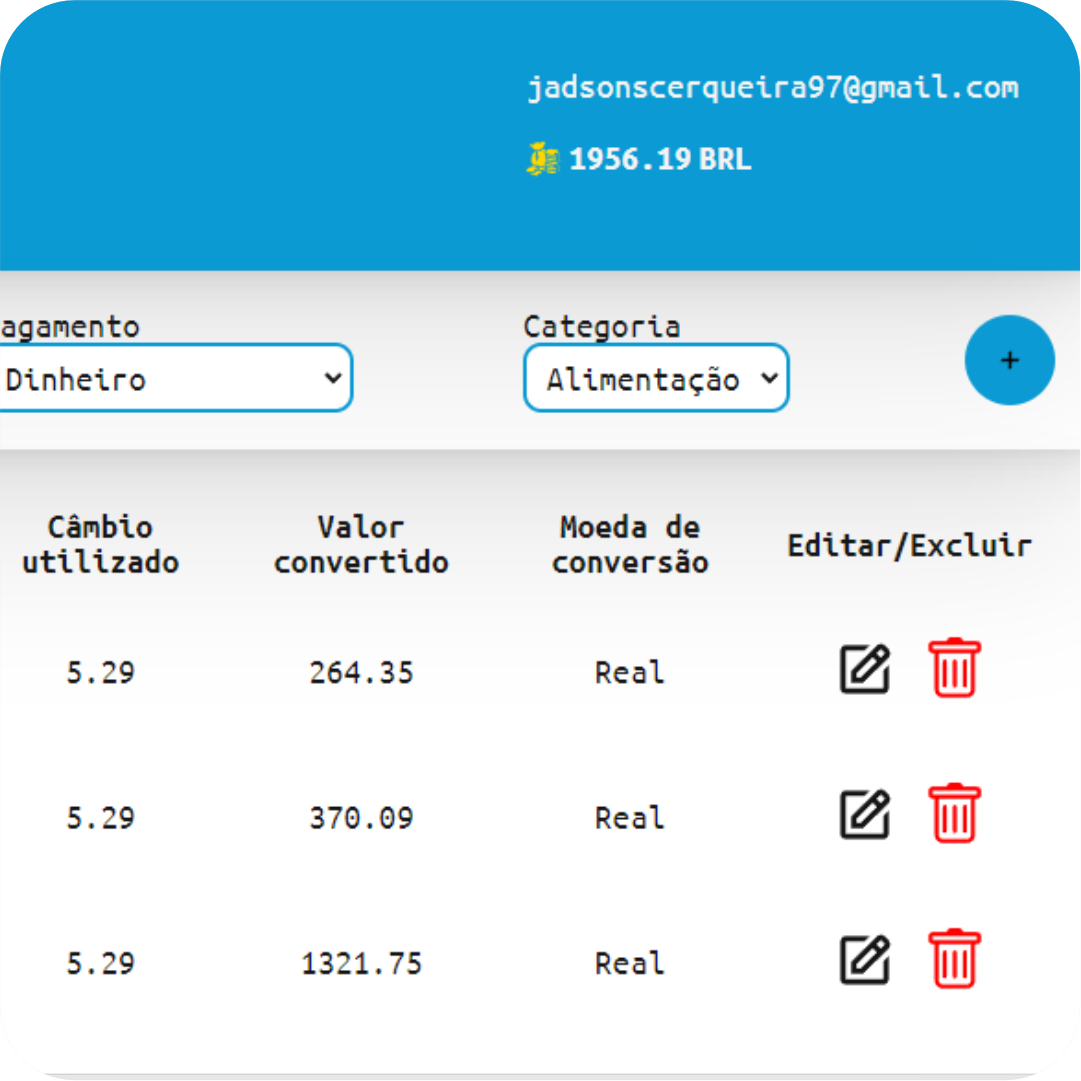 jadsonscerqueira97@gmail.com
1956.19 BRL
agamento
Categoria
Dinheiro
Alimentação
+
Câmbio utilizado
Valor convertido
Moeda de conversão
Editar/Excluir
5.29 264.35 Real
5.29 370.09 Real
5.29 1321.75 Real